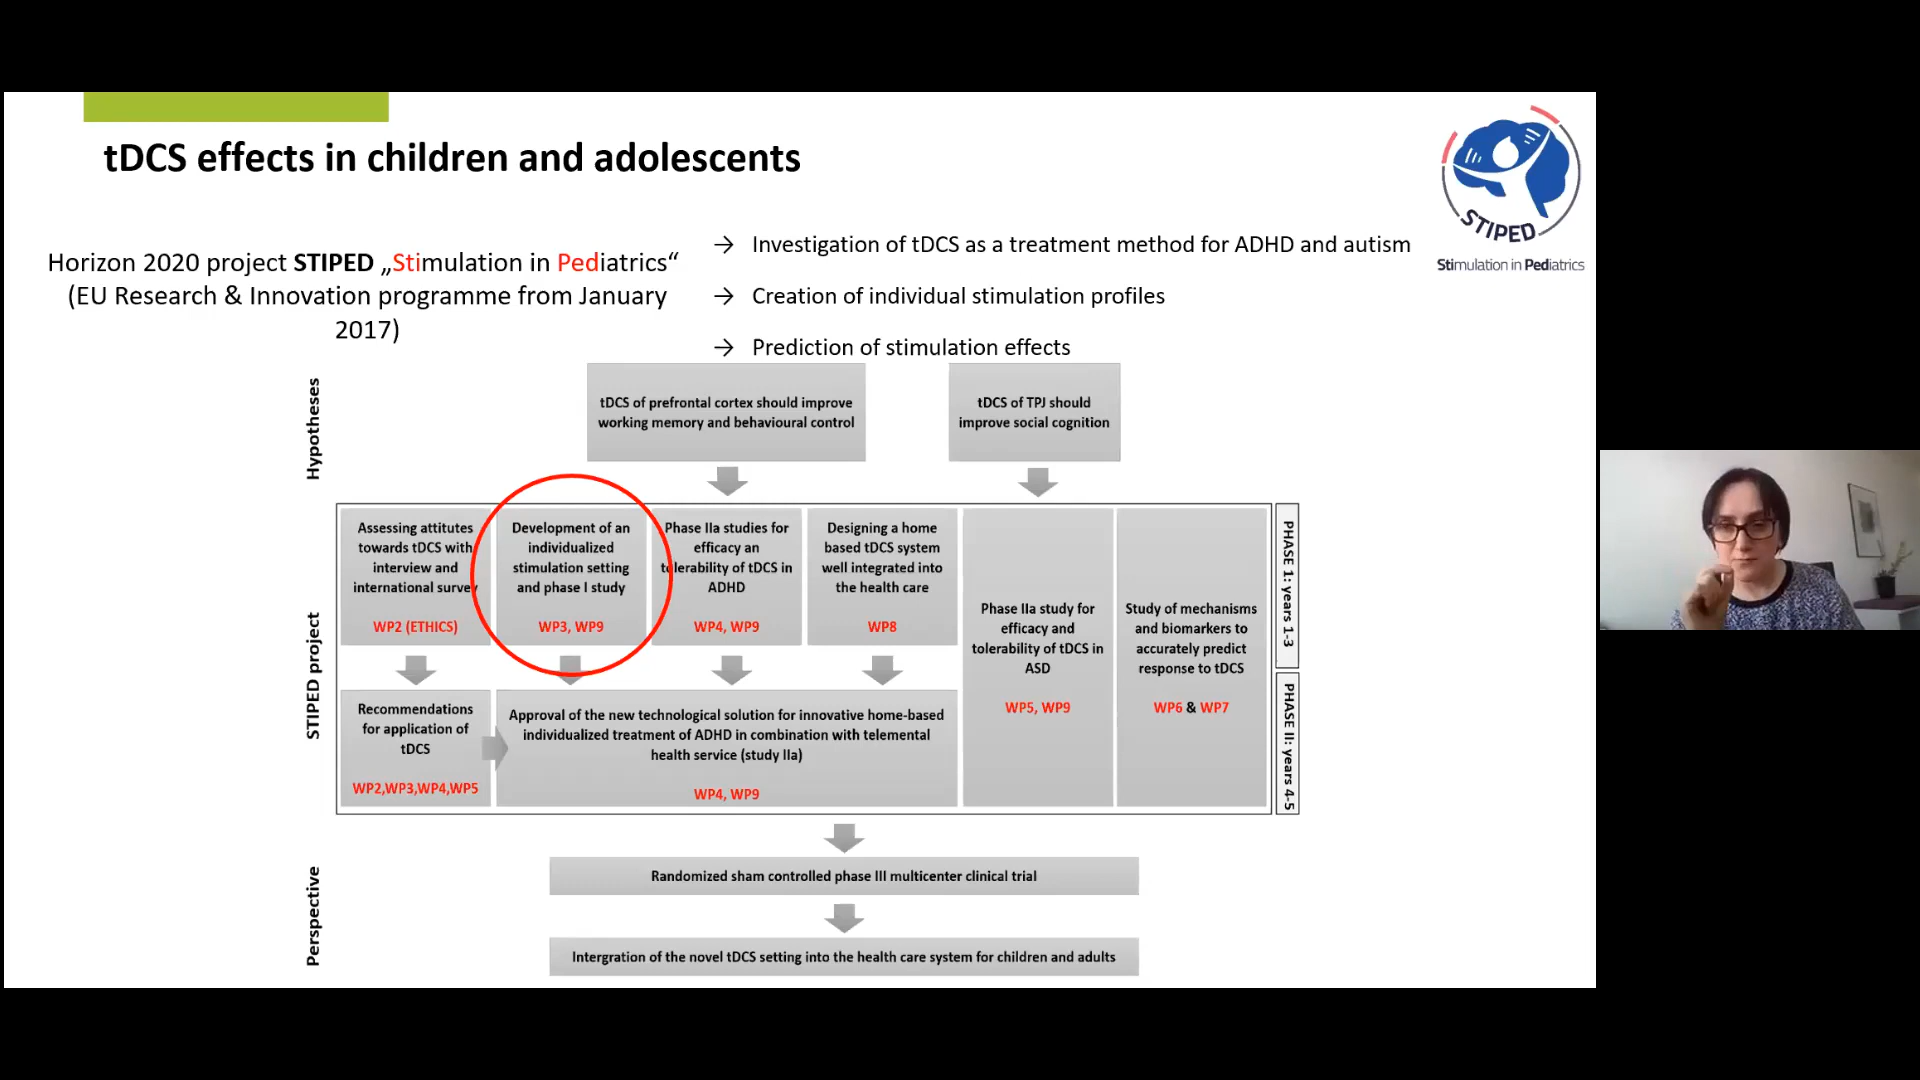 tDCS effects in children and adolescents
STIPED
Stimulation in Pediatrics
Horizon 2020 project STIPED „Stimulation in Pediatrics“
(EU Research & Innovation programme from January
2017)
→ Investigation of tDCS as a treatment method for ADHD and autism
→ Creation of individual stimulation profiles
→ Prediction of stimulation effects
Hypotheses
tDCS of prefrontal cortex should improve
working memory and behavioural control
tDCS of TPJ should
improve social cognition
STIPED project
Assessing attitutes
towards tDCS with
interview and
international survey
WP2 (ETHICS)
Development of an
individualized
stimulation setting
and phase I study
WP3, WP9
Phase IIa studies for
efficacy an
tolerability of tDCS in
ADHD
WP4, WP9
Designing a home
based tDCS system
well integrated into
the health care
WP8
Phase IIa study for
efficacy and
tolerability of tDCS in
ASD
WP5, WP9
Study of mechanisms
and biomarkers to
accurately predict
response to tDCS
WP6 & WP7
PHASE 1: years 1-3
PHASE II: years 4-5
Recommendations
for application of
tDCS
WP2,WP3,WP4,WP5
Approval of the new technological solution for innovative home-based
individualized treatment of ADHD in combination with telemental
health service (study IIa)
WP4, WP9
Perspective
Randomized sham controlled phase III multicenter clinical trial
Intergration of the novel tDCS setting into the health care system for children and adults